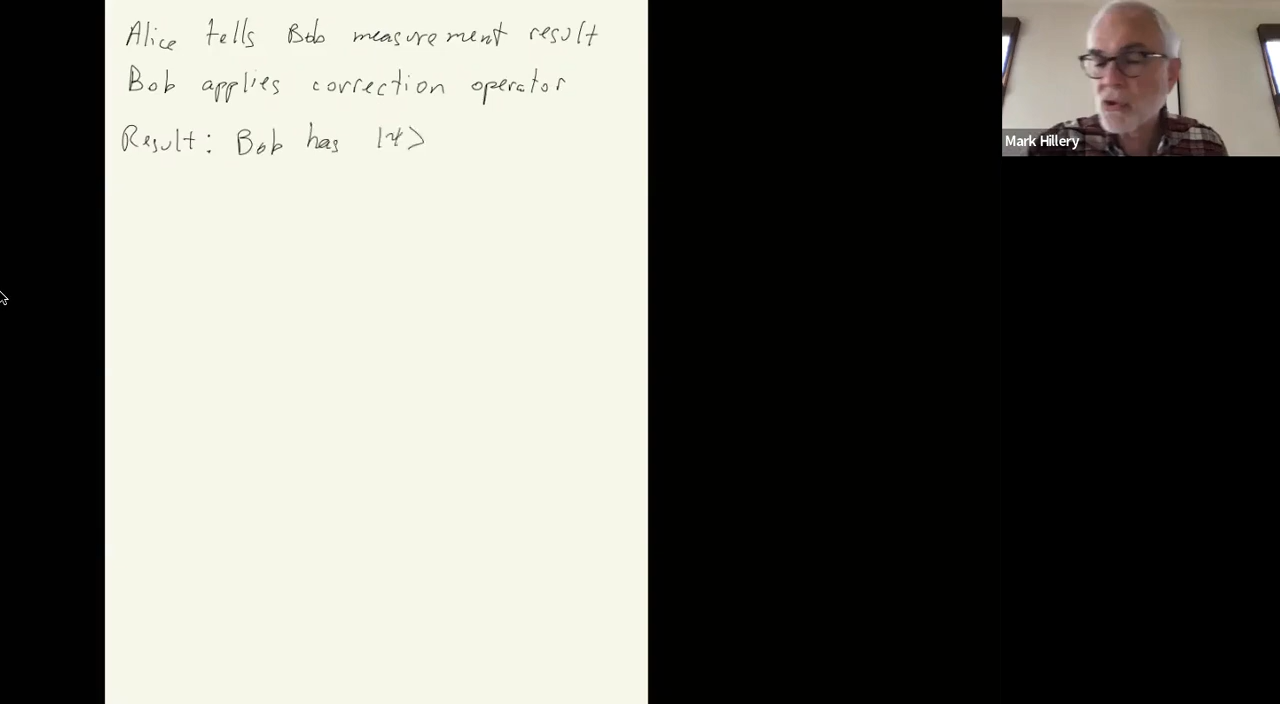 Alice tells Bob measurement result
Bob applies correction operator
Result: Bob has |ψ>
Mark Hillery